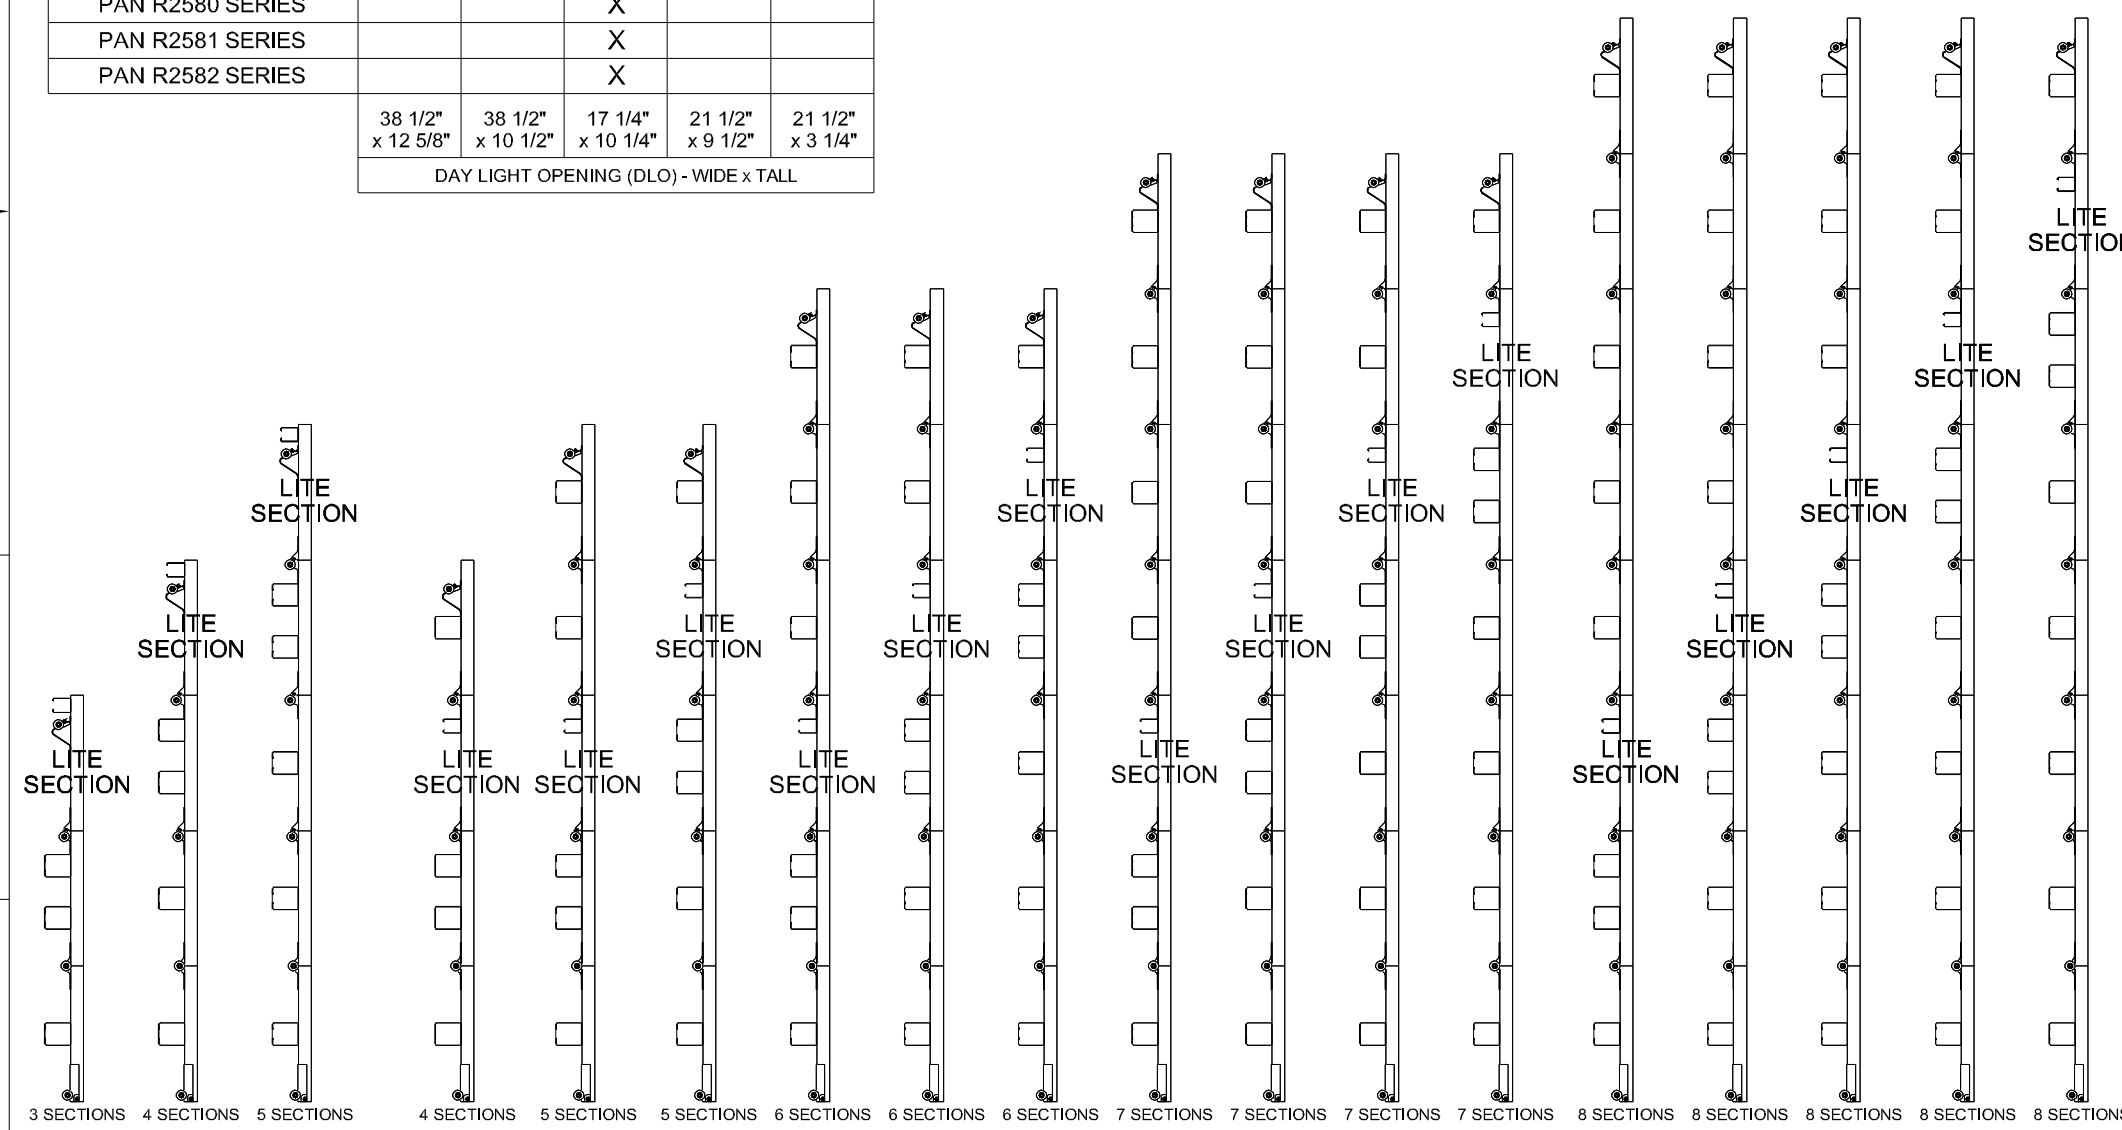 PAN R2580 SERIES X
PAN R2581 SERIES X
PAN R2582 SERIES X
38 1/2" 38 1/2" 17 1/4" 21 1/2" 21 1/2"
x 12 5/8" x 10 1/2" x 10 1/4" x 9 1/2" x 3 1/4"
DAY LIGHT OPENING (DLO) - WIDE x TALL
LITE
SECTION
LITE
SECTION
LITE
SECTION
LITE
SECTION
LITE
SECTION
LITE
SECTION
LITE
SECTION
LITE
SECTION
LITE
SECTION
LITE
SECTION
LITE
SECTION
LITE
SECTION
LITE
SECTION
LITE
SECTION
LITE
SECTION
LITE
SECTION
LITE
SECTION
LITE
SECTION
3 SECTIONS 4 SECTIONS 5 SECTIONS 4 SECTIONS 5 SECTIONS 5 SECTIONS 6 SECTIONS 6 SECTIONS 6 SECTIONS 7 SECTIONS 7 SECTIONS 7 SECTIONS 7 SECTIONS 8 SECTIONS 8 SECTIONS 8 SECTIONS 8 SECTIONS 8 SECTIONS